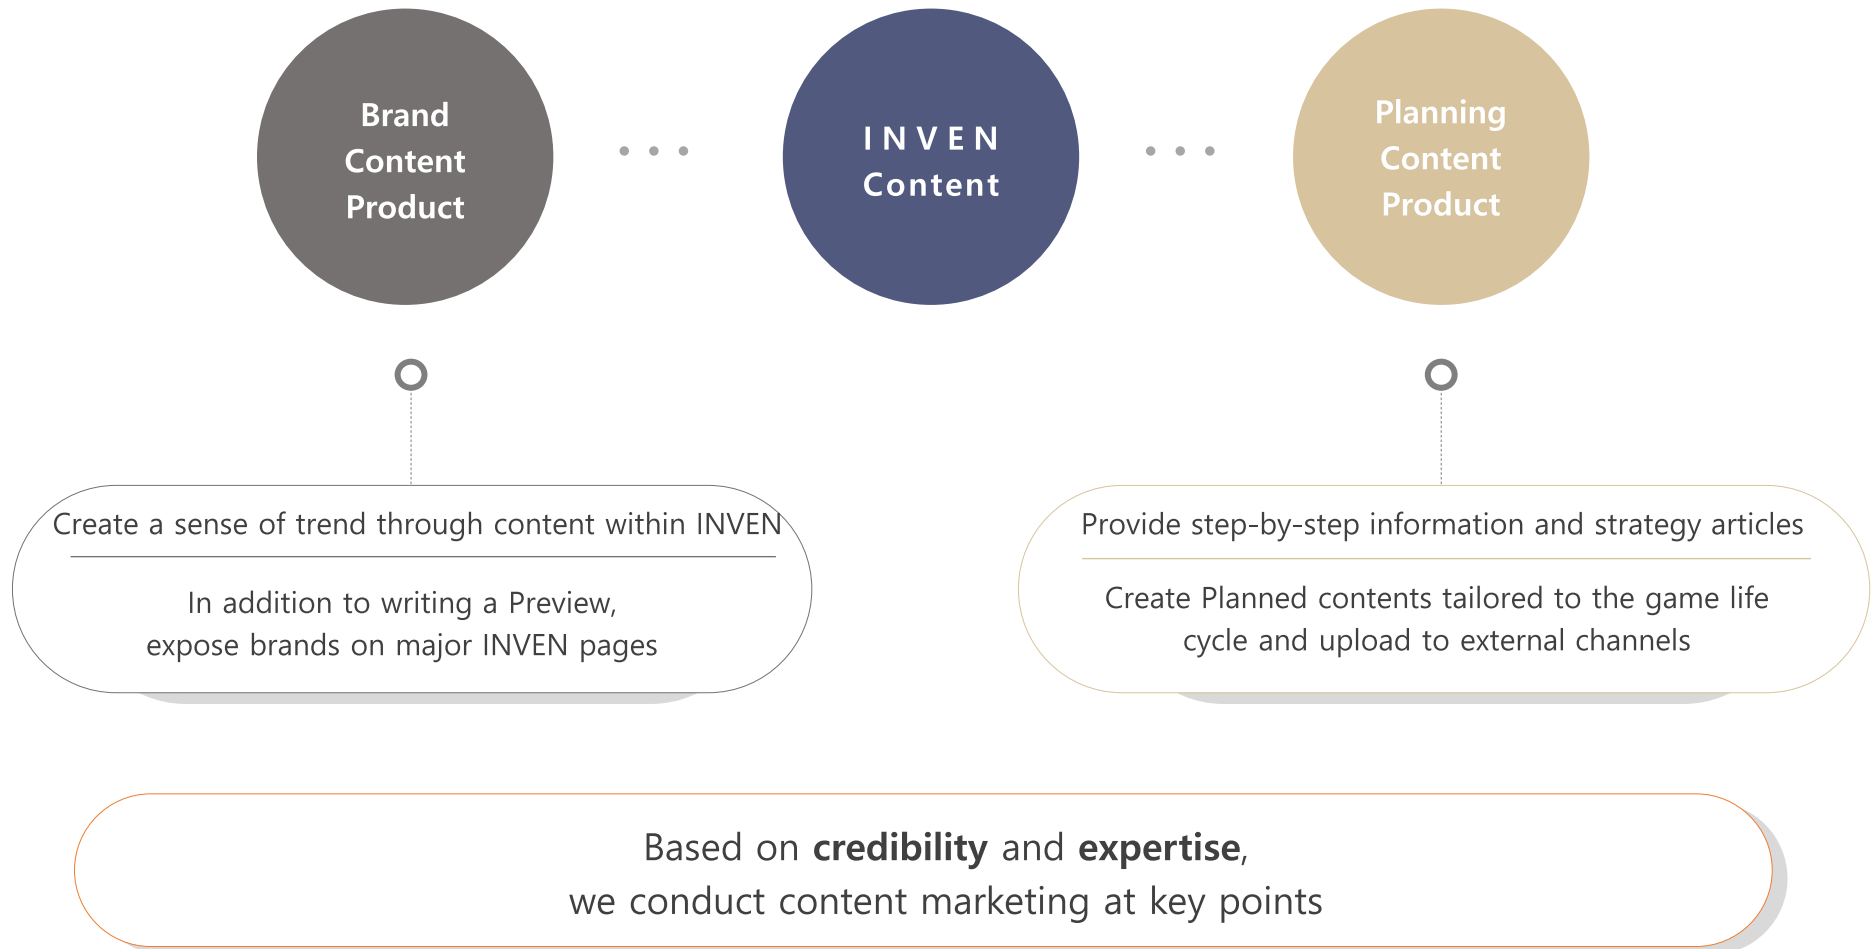 Brand
Content
Product
INVEN
Content
Planning
Content
Product
Create a sense of trend through content within INVEN
In addition to writing a Preview,
expose brands on major INVEN pages
Provide step-by-step information and strategy articles
Create Planned contents tailored to the game life
cycle and upload to external channels
Based on credibility and expertise,
we conduct content marketing at key points